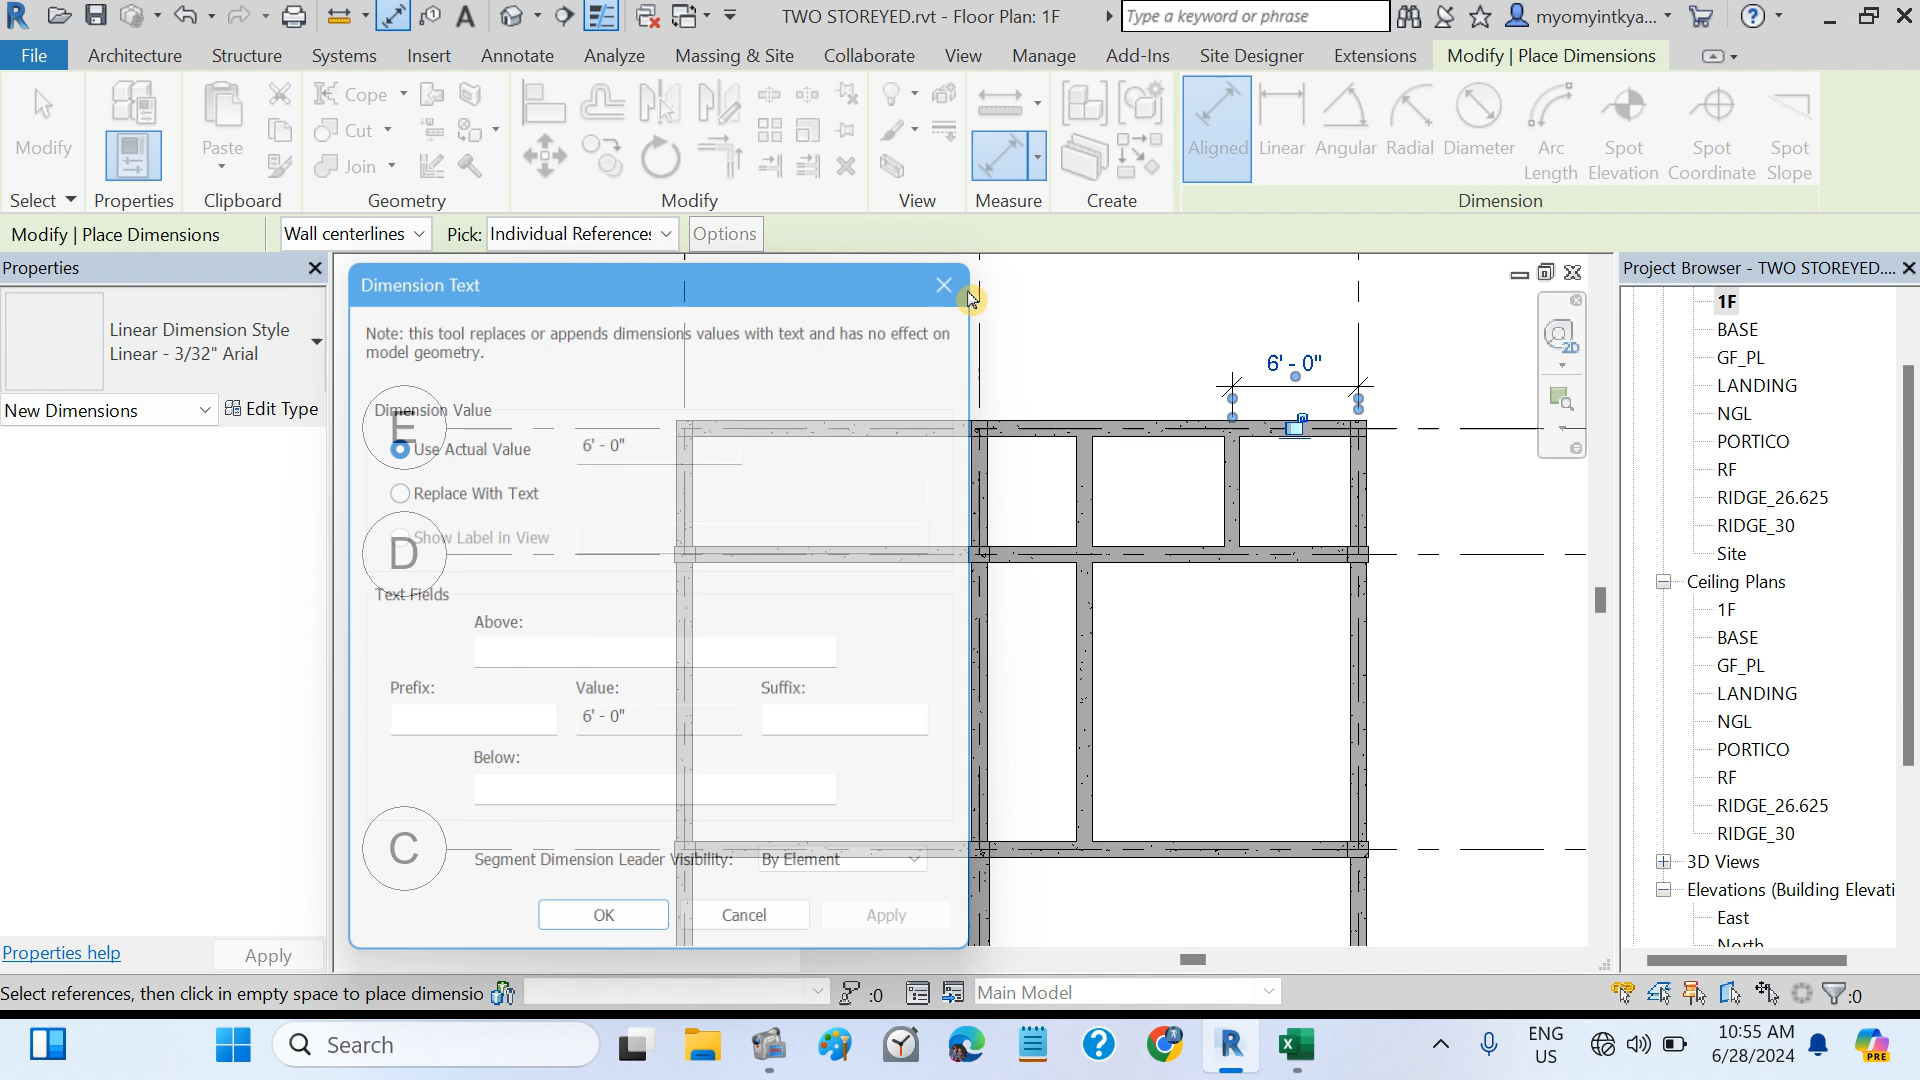 TWO STOREYED.rvt - Floor Plan: 1F
Type a keyword or phrase
myomyintkya...
File
Architecture
Structure
Systems
Insert
Annotate
Analyze
Massing & Site
Collaborate
View
Manage
Add-Ins
Site Designer
Extensions
Modify | Place Dimensions
Modify
Paste
Cope
Cut
Join
Aligned
Linear
Angular
Radial
Diameter
Arc
Length
Spot
Elevation
Spot
Coordinate
Spot
Slope
Select
Properties
Clipboard
Geometry
Modify
View
Measure
Create
Dimension
Modify | Place Dimensions
Wall centerlines
Pick:
Individual References
Options
Properties
Linear Dimension Style
Linear - 3/32" Arial
New Dimensions
Edit Type
Properties help
Apply
Dimension Text
Note: this tool replaces or appends dimensions values with text and has no effect on
model geometry.
Dimension Value
Use Actual Value
6' - 0"
Replace With Text
Show Label in View
Text Fields
Above:
Prefix:
Value:
Suffix:
6' - 0"
Below:
Segment Dimension Leader Visibility:
By Element
OK
Cancel
Apply
E
D
C
6' - 0"
2D
Project Browser - TWO STOREYED....
1F
BASE
GF_PL
LANDING
NGL
PORTICO
RF
RIDGE_26.625
RIDGE_30
Site
Ceiling Plans
1F
BASE
GF_PL
LANDING
NGL
PORTICO
RF
RIDGE_26.625
RIDGE_30
3D Views
Elevations (Building Elevati
East
North
Select references, then click in empty space to place dimensio
:0
Main Model
:0
Search
ENG
US
10:55 AM
6/28/2024
PRE